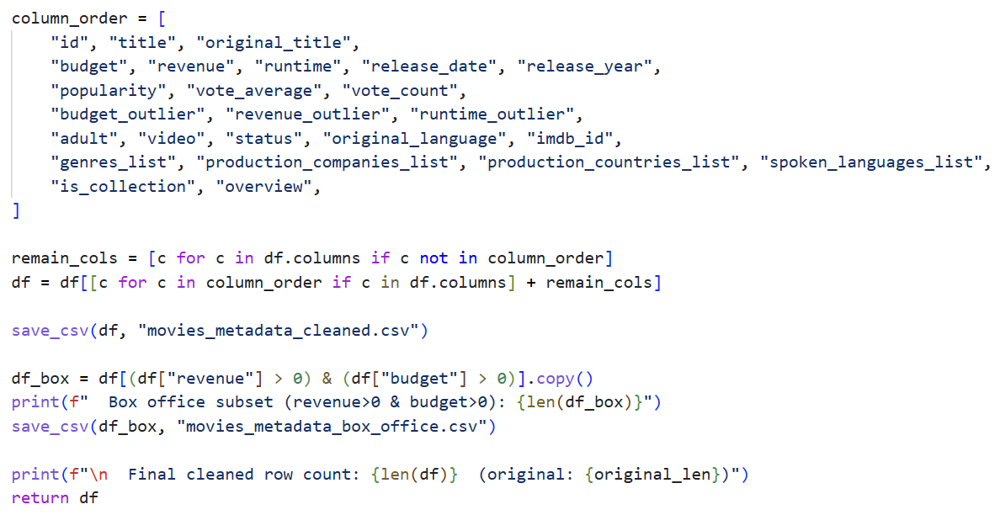 column_order = [
    "id", "title", "original_title",
    "budget", "revenue", "runtime", "release_date", "release_year",
    "popularity", "vote_average", "vote_count",
    "budget_outlier", "revenue_outlier", "runtime_outlier",
    "adult", "video", "status", "original_language", "imdb_id",
    "genres_list", "production_companies_list", "production_countries_list", "spoken_languages_list",
    "is_collection", "overview",
]
remain_cols = [c for c in df.columns if c not in column_order]
df = df[[c for c in column_order if c in df.columns] + remain_cols]
save_csv(df, "movies_metadata_cleaned.csv")
df_box = df[(df["revenue"] > 0) & (df["budget"] > 0)].copy()
print(f"  Box office subset (revenue>0 & budget>0): {len(df_box)}")
save_csv(df_box, "movies_metadata_box_office.csv")
print(f"\n  Final cleaned row count: {len(df)}  (original: {original_len})")
return df